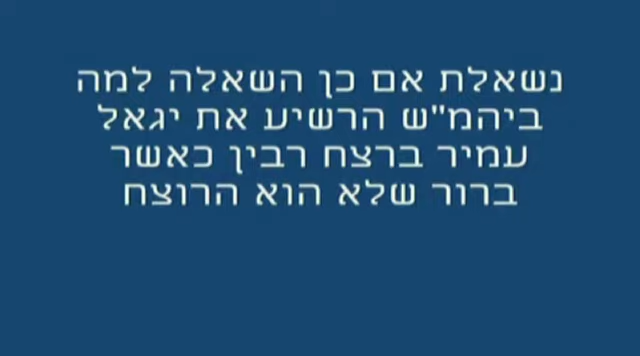 נשאלת אם כן השאלה למה
ביהמ"ש הרשיע את יגאל
עמיר ברצח רבין כאשר
ברור שלא הוא הרוצח